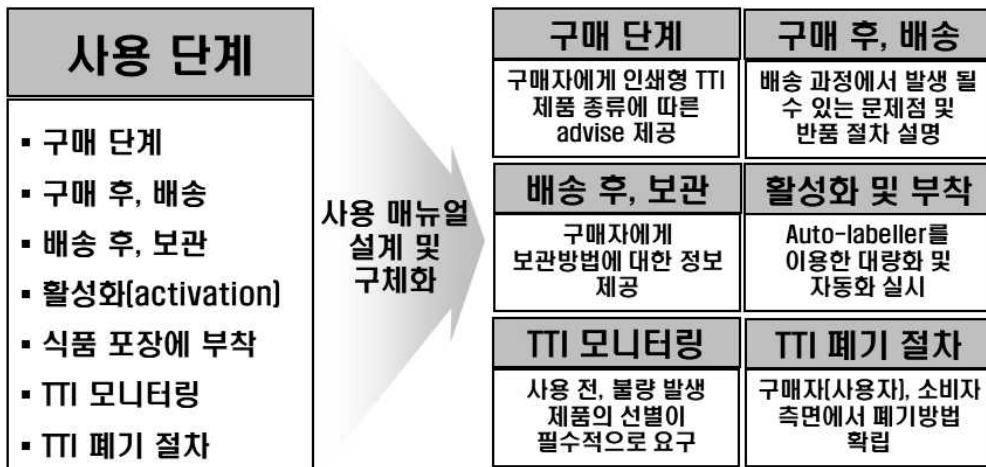 사용 단계
▪ 구매 단계
▪ 구매 후, 배송
▪ 배송 후, 보관
▪ 활성화(activation)
▪ 식품 포장에 부착
▪ TTI 모니터링
▪ TTI 폐기 절차
사용 매뉴얼
설계 및
구체화
구매 단계
구매자에게 인쇄형 TTI
제품 종류에 따른
advise 제공
구매 후, 배송
배송 과정에서 발생 될
수 있는 문제점 및
반품 절차 설명
배송 후, 보관
구매자에게
보관방법에 대한 정보
제공
활성화 및 부착
Auto-labeller를
이용한 대량화 및
자동화 실시
TTI 모니터링
사용 전, 불량 발생
제품의 선별이
필수적으로 요구
TTI 폐기 절차
구매자(사용자), 소비자
측면에서 폐기방법
확립